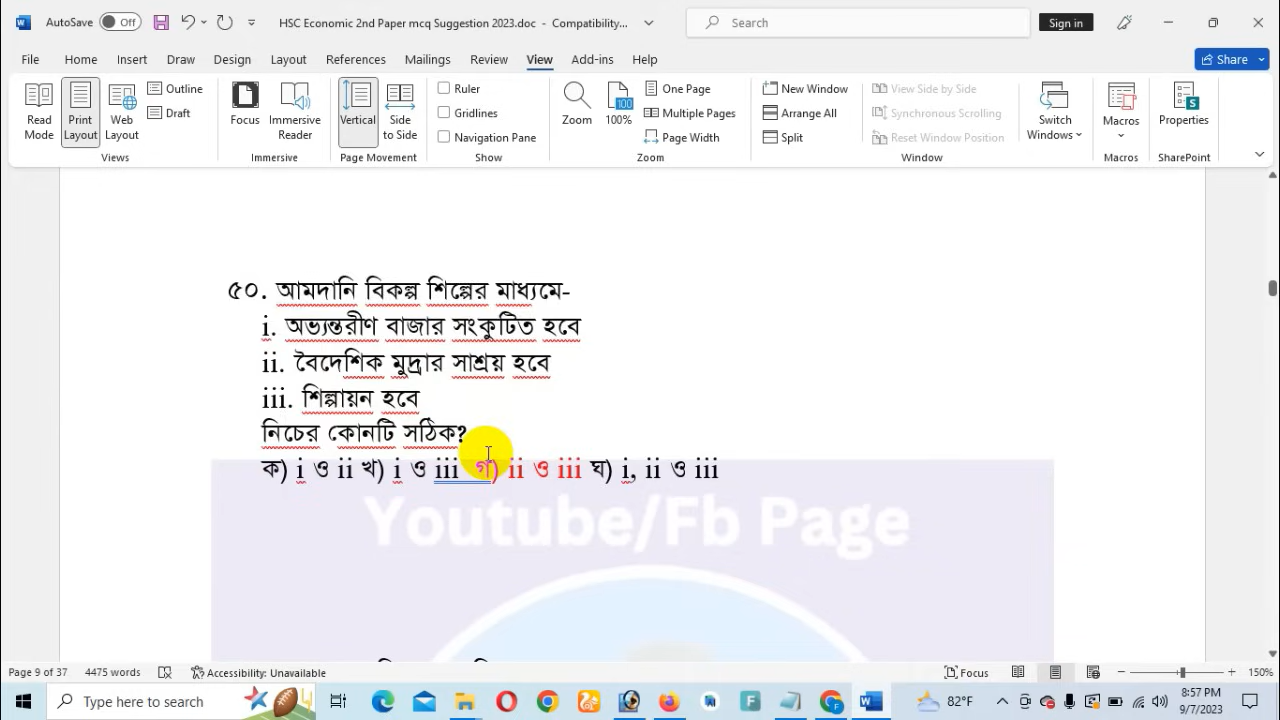 AutoSave Off HSC Economic 2nd Paper mcq Suggestion 2023.doc - Compatibility... Search Sign in
File Home Insert Draw Design Layout References Mailings Review View Add-ins Help Share
Read Mode Print Layout Web Layout Outline Draft Focus Immersive Reader Vertical Side to Side Ruler Gridlines Navigation Pane Zoom 100% One Page Multiple Pages Page Width New Window Arrange All Split View Side by Side Synchronous Scrolling Reset Window Position Switch Windows Macros Properties
Views Immersive Page Movement Show Zoom Window Macros SharePoint
৫০. আমদানি বিকল্প শিল্পের মাধ্যমে-
i. অভ্যন্তরীণ বাজার সংকুটিত হবে
ii. বৈদেশিক মুদ্রার সাশ্রয় হবে
iii. শিল্পায়ন হবে
নিচের কোনটি সঠিক?
ক) i ও ii খ) i ও iii গ) ii ও iii ঘ) i, ii ও iii
Youtube/Fb Page
Page 9 of 37 4475 words Accessibility: Unavailable Focus 150%
Type here to search 82°F 8:57 PM
9/7/2023